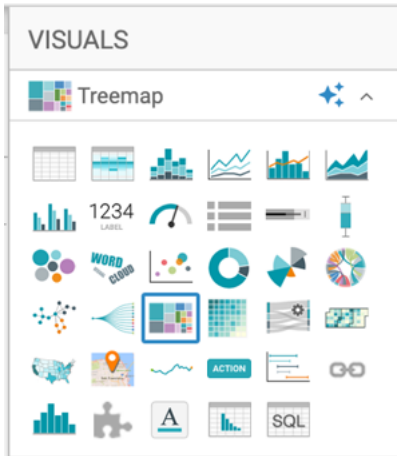 VISUALS
Treemap
1234
LABEL
WORD
CLOUD
ACTION
A
SQL